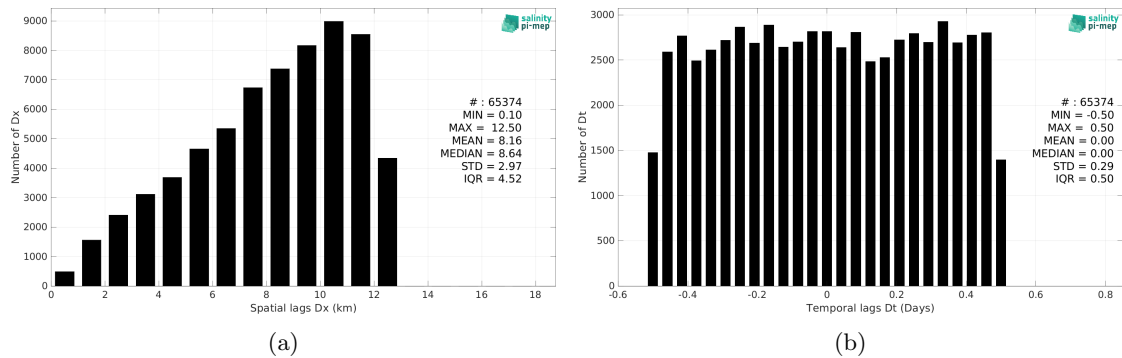 9000
8000
7000
6000
5000
4000
3000
2000
1000
0
Number of Dx
0 2 4 6 8 10 12 14 16 18
Spatial lags Dx (km)
salinity
pi-mep
# : 65374
MIN = 0.10
MAX = 12.50
MEAN = 8.16
MEDIAN = 8.64
STD = 2.97
IQR = 4.52
(a)
3000
2500
2000
1500
1000
500
0
Number of Dt
-0.6 -0.4 -0.2 0 0.2 0.4 0.6 0.8
Temporal lags Dt (Days)
salinity
pi-mep
# : 65374
MIN = -0.50
MAX = 0.50
MEAN = 0.00
MEDIAN = 0.00
STD = 0.29
IQR = 0.50
(b)